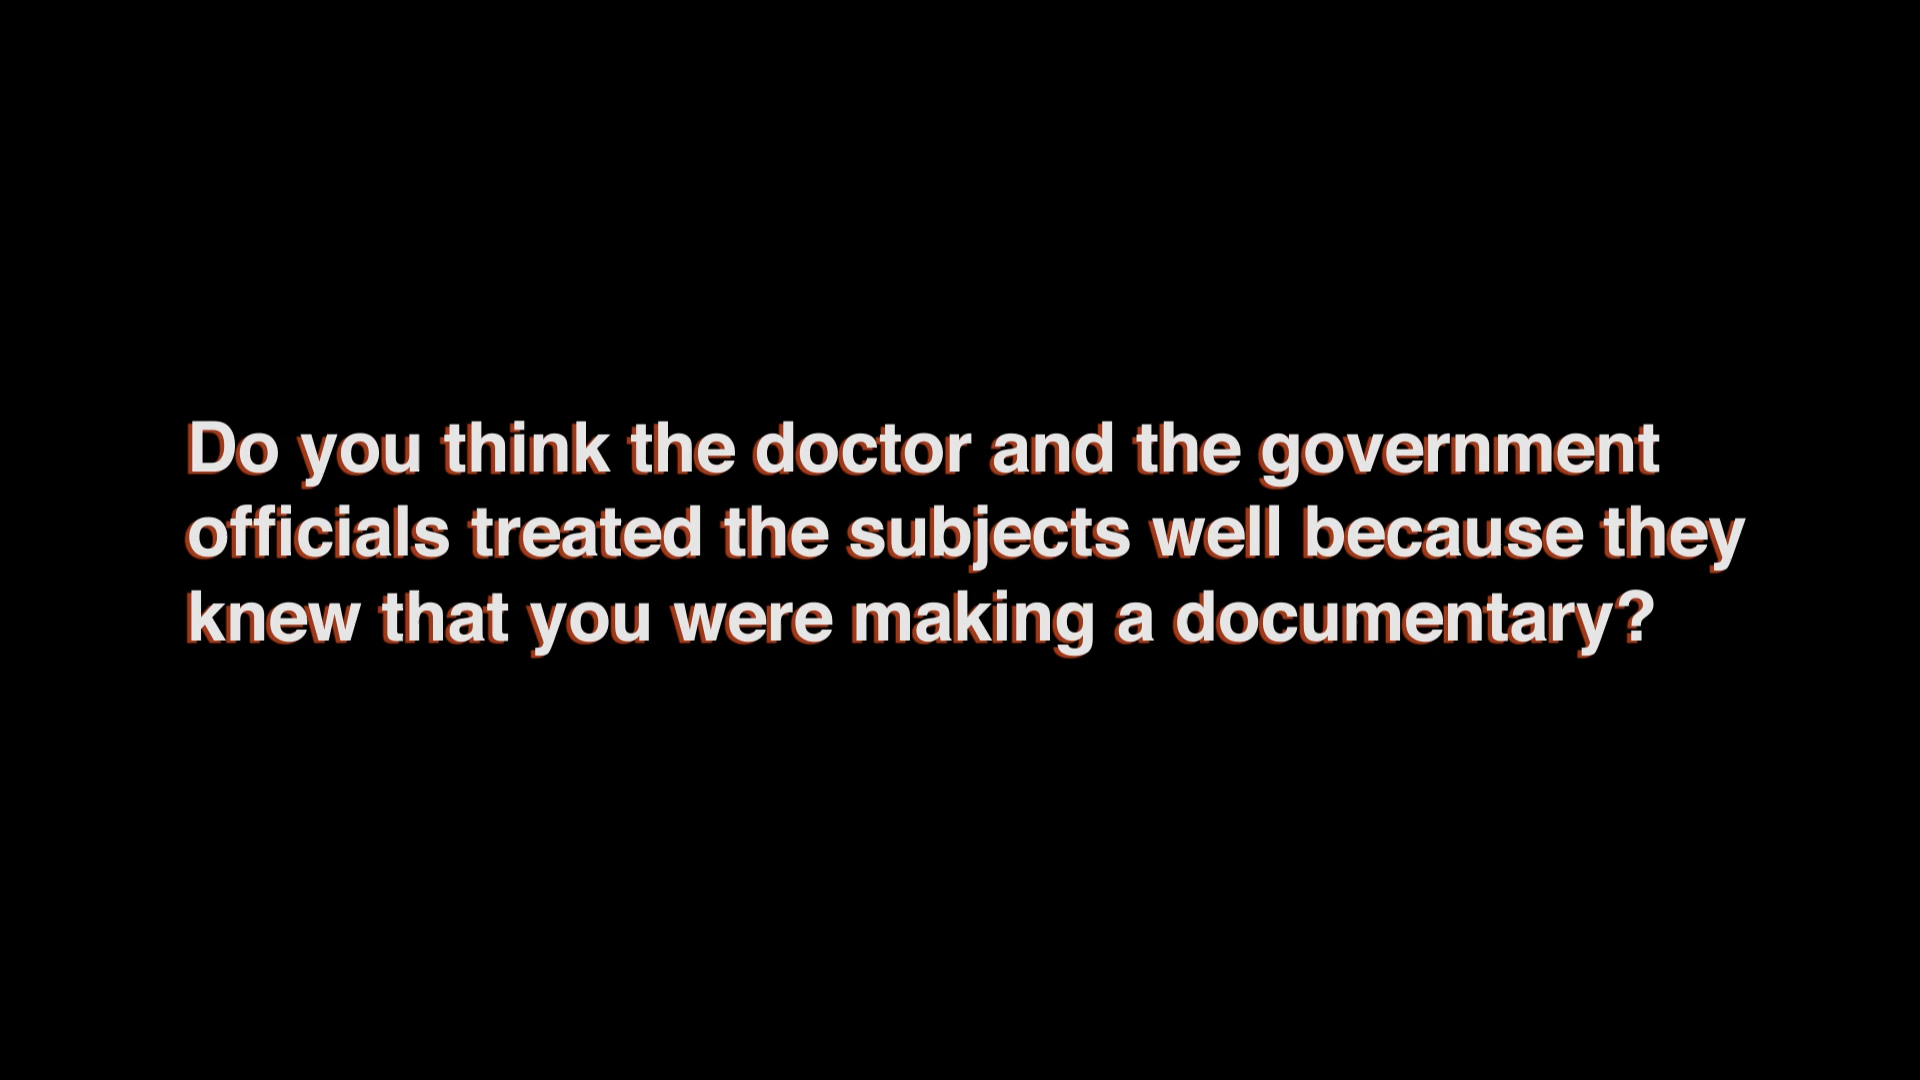 Do you think the doctor and the government
officials treated the subjects well because they
knew that you were making a documentary?